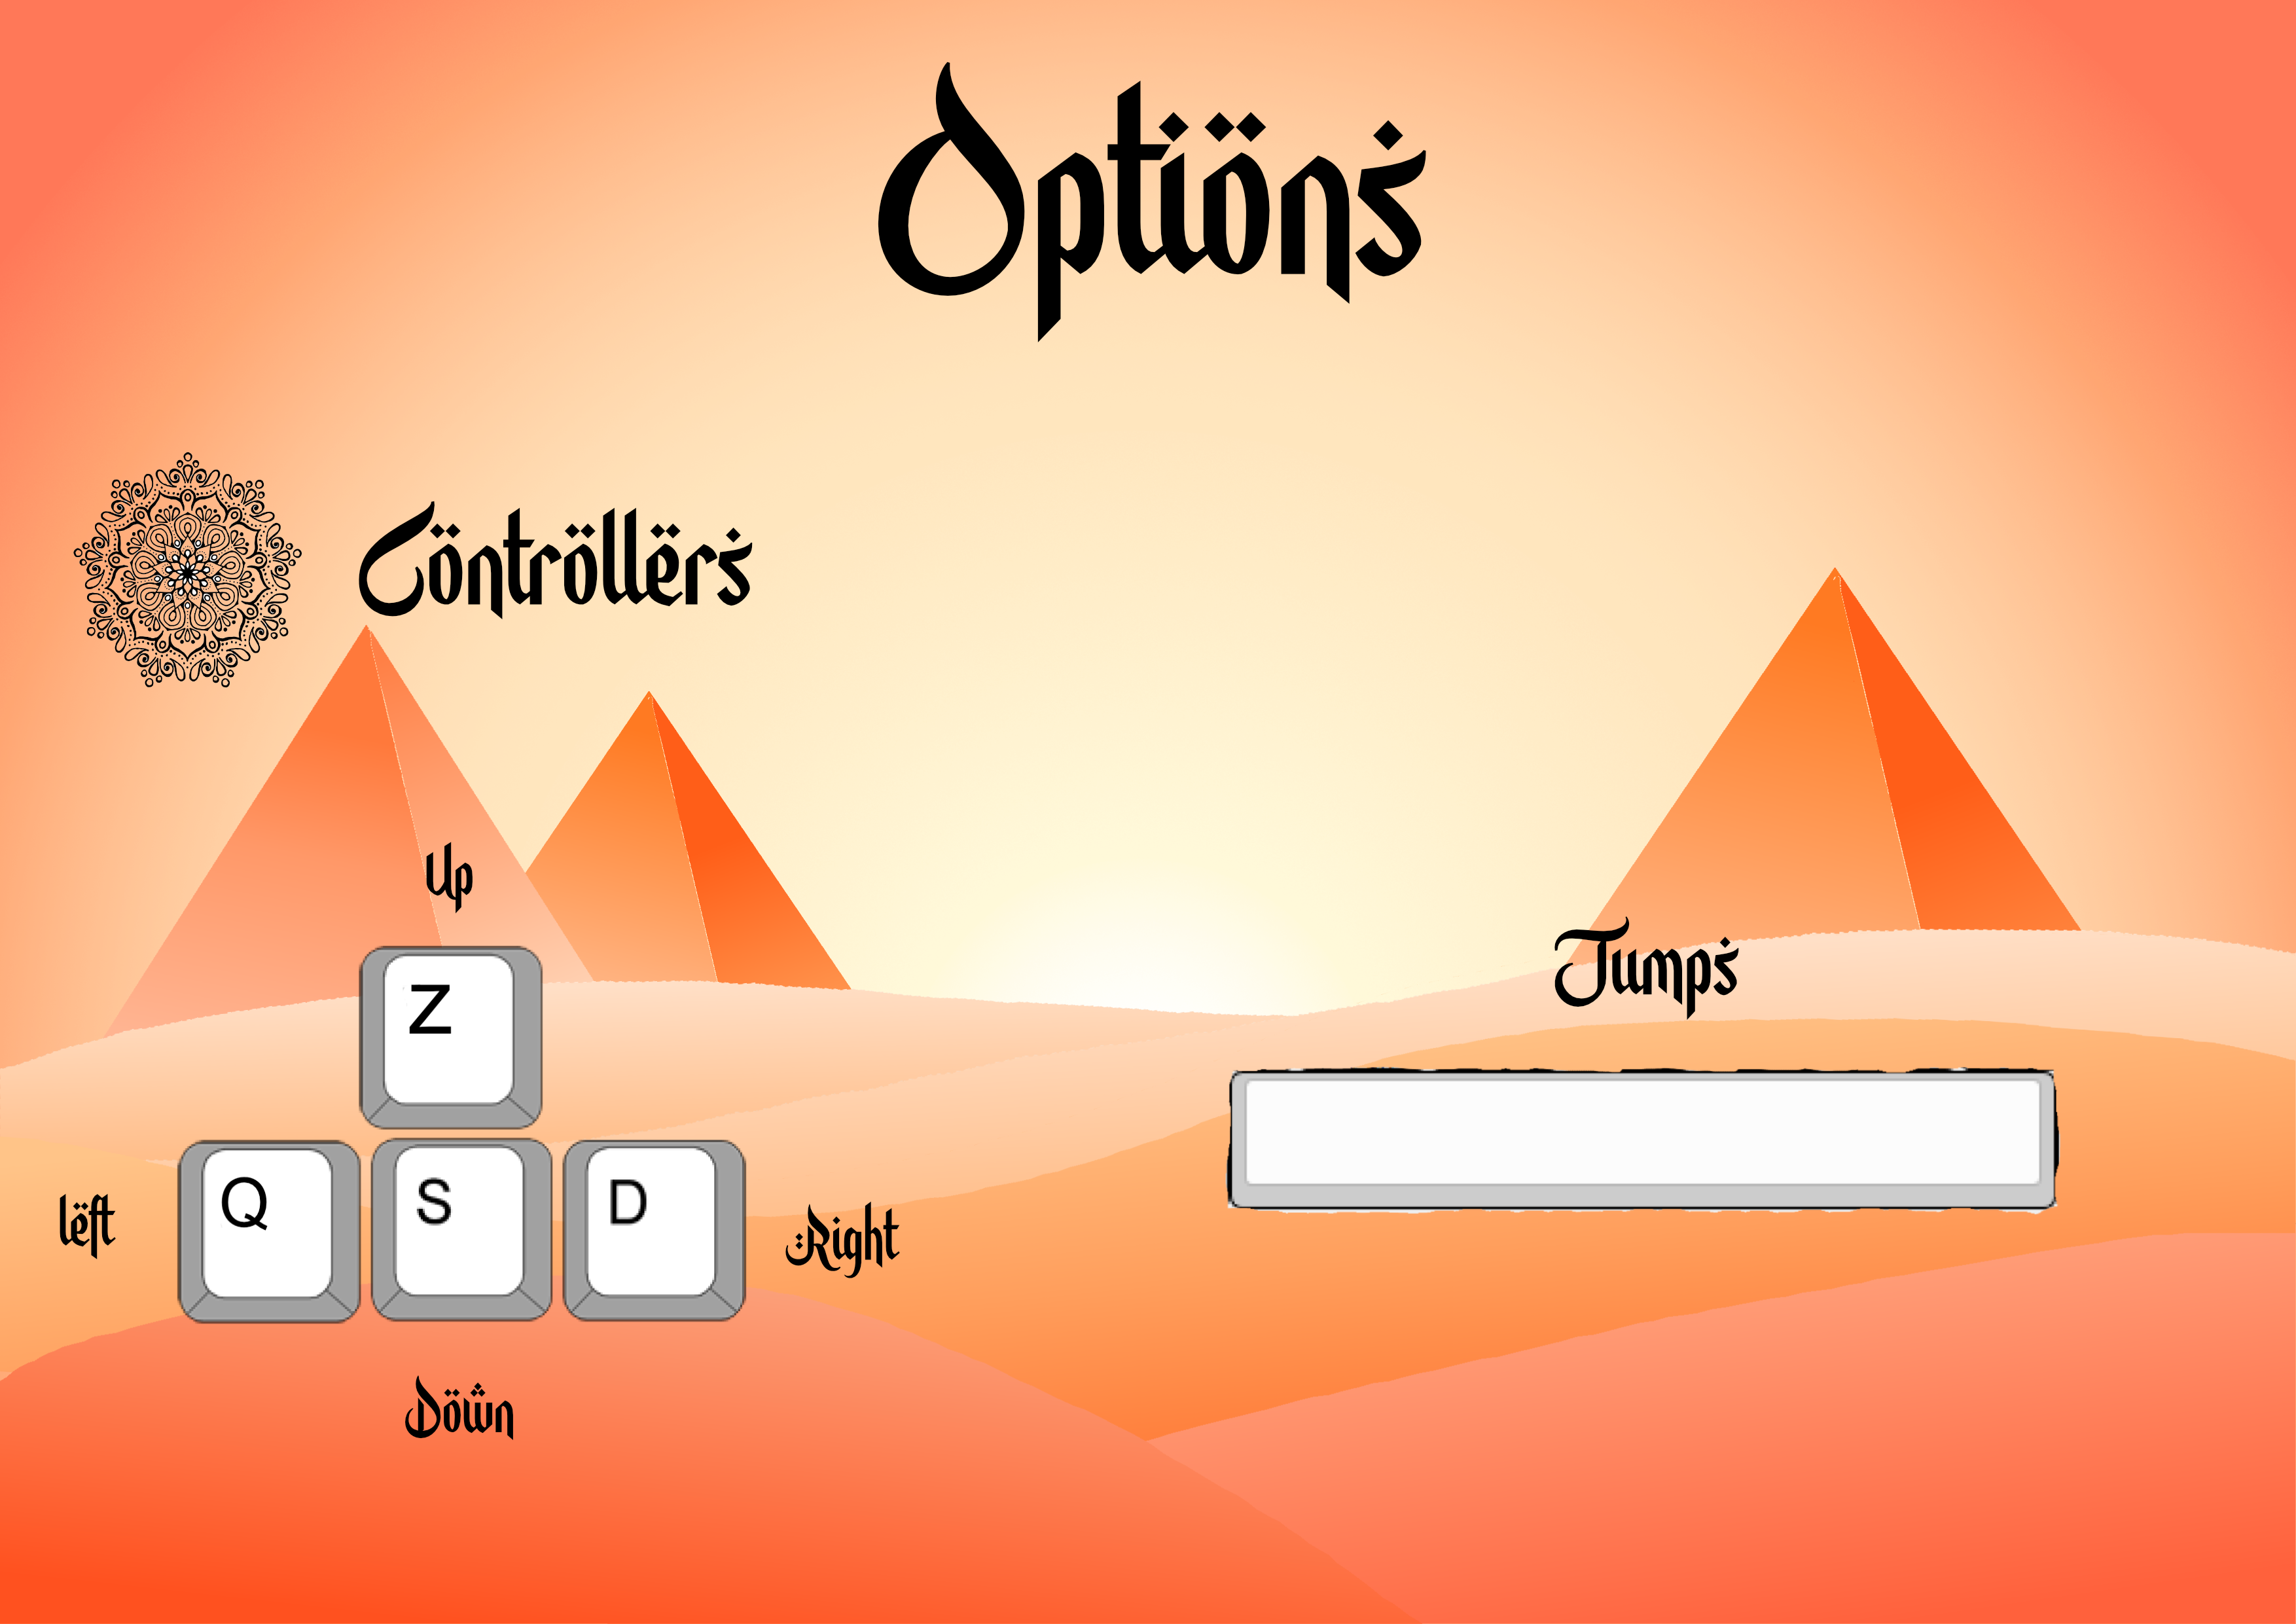 Options
Controllers
Up
Jumps
Z
left
Q
S
D
Right
Down